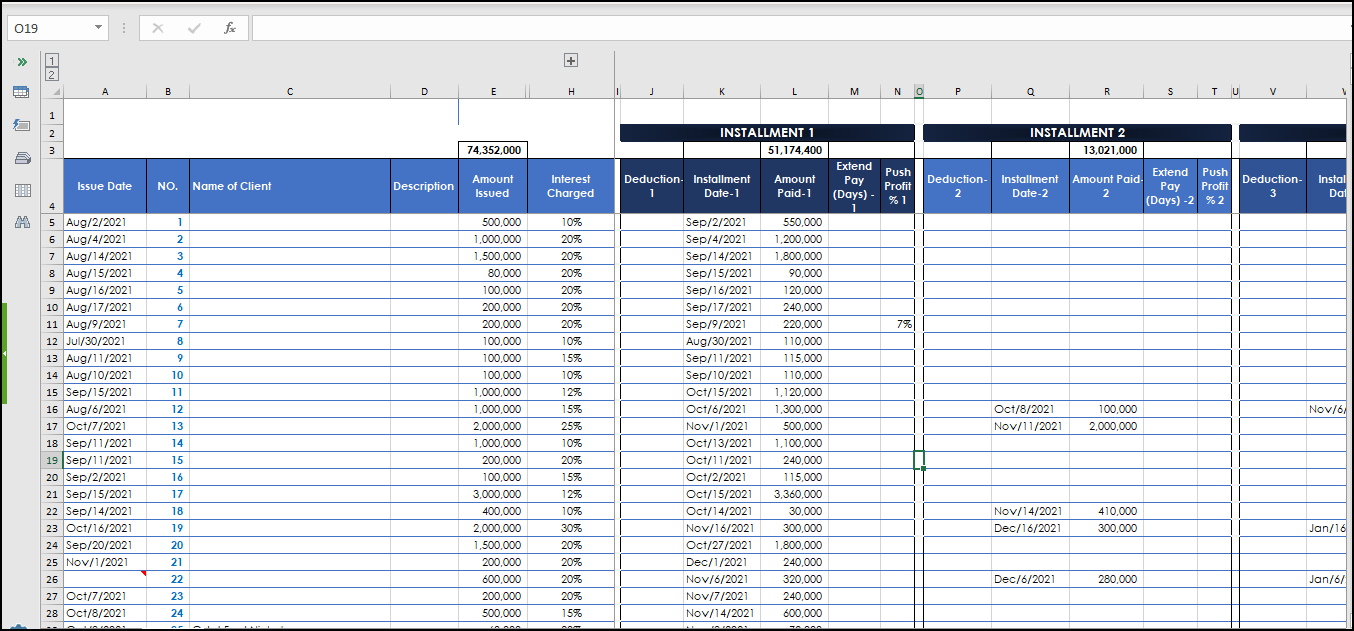 O19 fx
1
2
A B C D E H I J K L M N O P Q R S T U V
1
2 INSTALLMENT 1 INSTALLMENT 2
3 74,352,000 51,174,400 13,021,000
4 Issue Date NO. Name of Client Description Amount Issued Interest Charged Deduction-1 Installment Date-1 Amount Paid-1 Extend Pay (Days) -1 Push Profit % 1 Deduction-2 Installment Date-2 Amount Paid-2 Extend Pay (Days) -2 Push Profit % 2 Deduction-3
5 Aug/2/2021 1 500,000 10% Sep/2/2021 550,000
6 Aug/4/2021 2 1,000,000 20% Sep/4/2021 1,200,000
7 Aug/14/2021 3 1,500,000 20% Sep/14/2021 1,800,000
8 Aug/15/2021 4 80,000 20% Sep/15/2021 90,000
9 Aug/16/2021 5 100,000 20% Sep/16/2021 120,000
10 Aug/17/2021 6 200,000 20% Sep/17/2021 240,000
11 Aug/9/2021 7 200,000 20% Sep/9/2021 220,000 7%
12 Jul/30/2021 8 100,000 10% Aug/30/2021 110,000
13 Aug/11/2021 9 100,000 15% Sep/11/2021 115,000
14 Aug/10/2021 10 100,000 10% Sep/10/2021 110,000
15 Sep/15/2021 11 1,000,000 12% Oct/15/2021 1,120,000
16 Aug/6/2021 12 1,000,000 15% Oct/6/2021 1,300,000 Oct/8/2021 100,000 Nov/6/
17 Oct/7/2021 13 2,000,000 25% Nov/1/2021 500,000 Nov/11/2021 2,000,000
18 Sep/11/2021 14 1,000,000 10% Oct/13/2021 1,100,000
19 Sep/11/2021 15 200,000 20% Oct/11/2021 240,000
20 Sep/2/2021 16 100,000 15% Oct/2/2021 115,000
21 Sep/15/2021 17 3,000,000 12% Oct/15/2021 3,360,000
22 Sep/14/2021 18 400,000 10% Oct/14/2021 30,000 Nov/14/2021 410,000
23 Oct/16/2021 19 2,000,000 30% Nov/16/2021 300,000 Dec/16/2021 300,000 Jan/16
24 Sep/20/2021 20 1,500,000 20% Oct/27/2021 1,800,000
25 Nov/1/2021 21 200,000 20% Dec/1/2021 240,000
26 22 600,000 20% Nov/6/2021 320,000 Dec/6/2021 280,000 Jan/6/
27 Oct/7/2021 23 200,000 20% Nov/7/2021 240,000
28 Oct/8/2021 24 500,000 15% Nov/14/2021 600,000